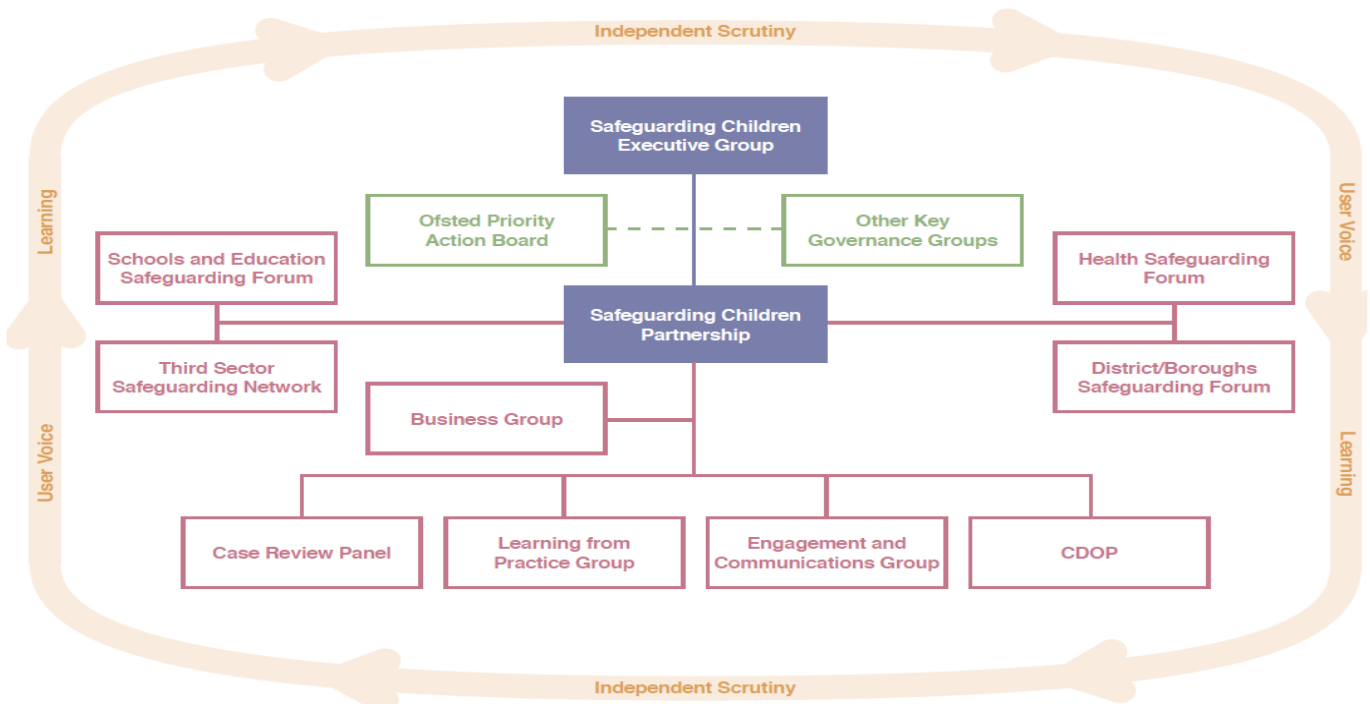 Independent Scrutiny
Safeguarding Children
Executive Group
Learning
User Voice
Ofsted Priority
Action Board
Other Key
Governance Groups
Schools and Education
Safeguarding Forum
Health Safeguarding
Forum
Safeguarding Children
Partnership
Third Sector
Safeguarding Network
District/Boroughs
Safeguarding Forum
Business Group
User Voice
Learning
Case Review Panel
Learning from
Practice Group
Engagement and
Communications Group
CDOP
Independent Scrutiny